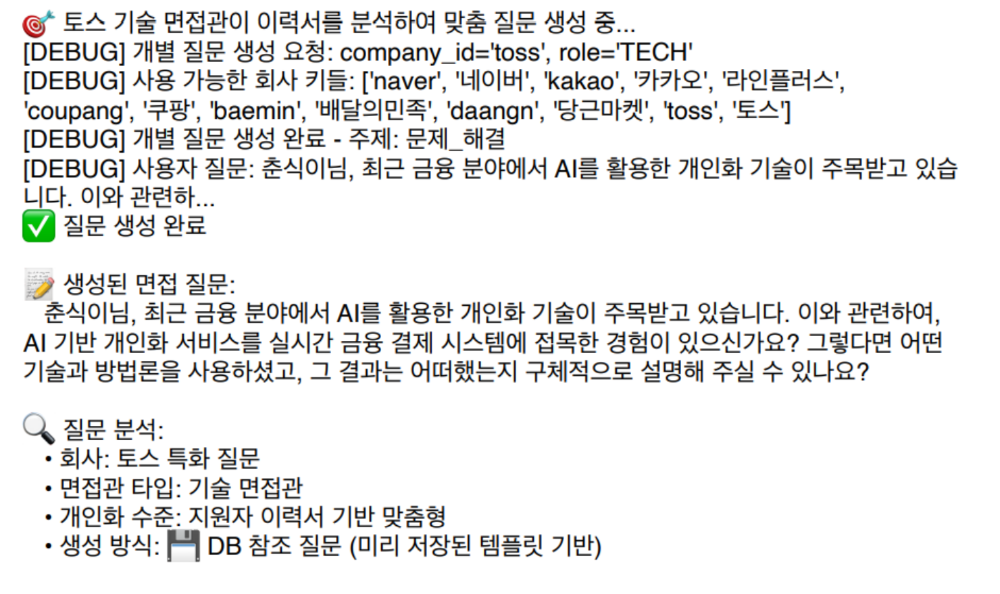 🎯 토스 기술 면접관이 이력서를 분석하여 맞춤 질문 생성 중...
[DEBUG] 개별 질문 생성 요청: company_id='toss', role='TECH'
[DEBUG] 사용 가능한 회사 키들: ['naver', '네이버', 'kakao', '카카오', '라인플러스',
'coupang', '쿠팡', 'baemin', '배달의민족', 'daangn', '당근마켓', 'toss', '토스']
[DEBUG] 개별 질문 생성 완료 - 주제: 문제_해결
[DEBUG] 사용자 질문: 춘식이님, 최근 금융 분야에서 AI를 활용한 개인화 기술이 주목받고 있습
니다. 이와 관련하...
✅ 질문 생성 완료
📝 생성된 면접 질문:
춘식이님, 최근 금융 분야에서 AI를 활용한 개인화 기술이 주목받고 있습니다. 이와 관련하여,
AI 기반 개인화 서비스를 실시간 금융 결제 시스템에 접목한 경험이 있으신가요? 그렇다면 어떤
기술과 방법론을 사용하셨고, 그 결과는 어떠했는지 구체적으로 설명해 주실 수 있나요?
🔍 질문 분석:
• 회사: 토스 특화 질문
• 면접관 타입: 기술 면접관
• 개인화 수준: 지원자 이력서 기반 맞춤형
• 생성 방식: 💾 DB 참조 질문 (미리 저장된 템플릿 기반)